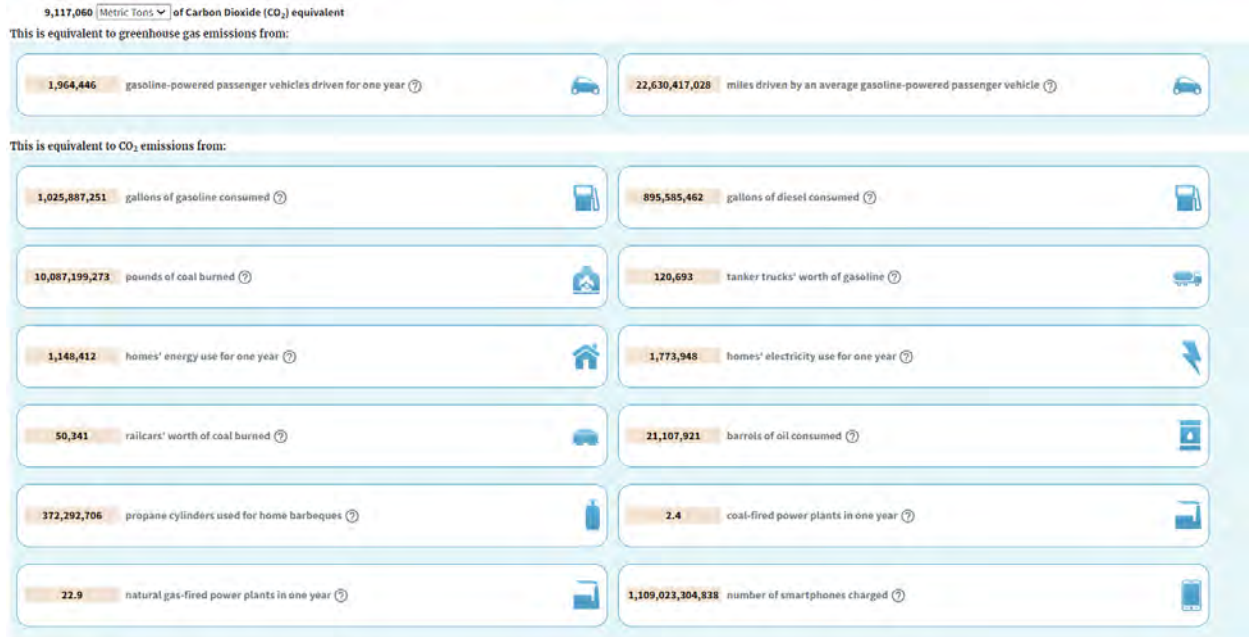 9,117,060 Metric Tons of Carbon Dioxide (CO₂) equivalent
This is equivalent to greenhouse gas emissions from:
1,964,446 gasoline-powered passenger vehicles driven for one year ?
22,630,417,028 miles driven by an average gasoline-powered passenger vehicle ?
This is equivalent to CO₂ emissions from:
1,025,887,251 gallons of gasoline consumed ?
895,585,462 gallons of diesel consumed ?
10,087,199,273 pounds of coal burned ?
120,693 tanker trucks' worth of gasoline ?
1,148,412 homes' energy use for one year ?
1,773,948 homes' electricity use for one year ?
50,341 railcars' worth of coal burned ?
21,107,921 barrels of oil consumed ?
372,292,706 propane cylinders used for home barbeques ?
2.4 coal-fired power plants in one year ?
22.9 natural gas-fired power plants in one year ?
1,109,023,304,838 number of smartphones charged ?